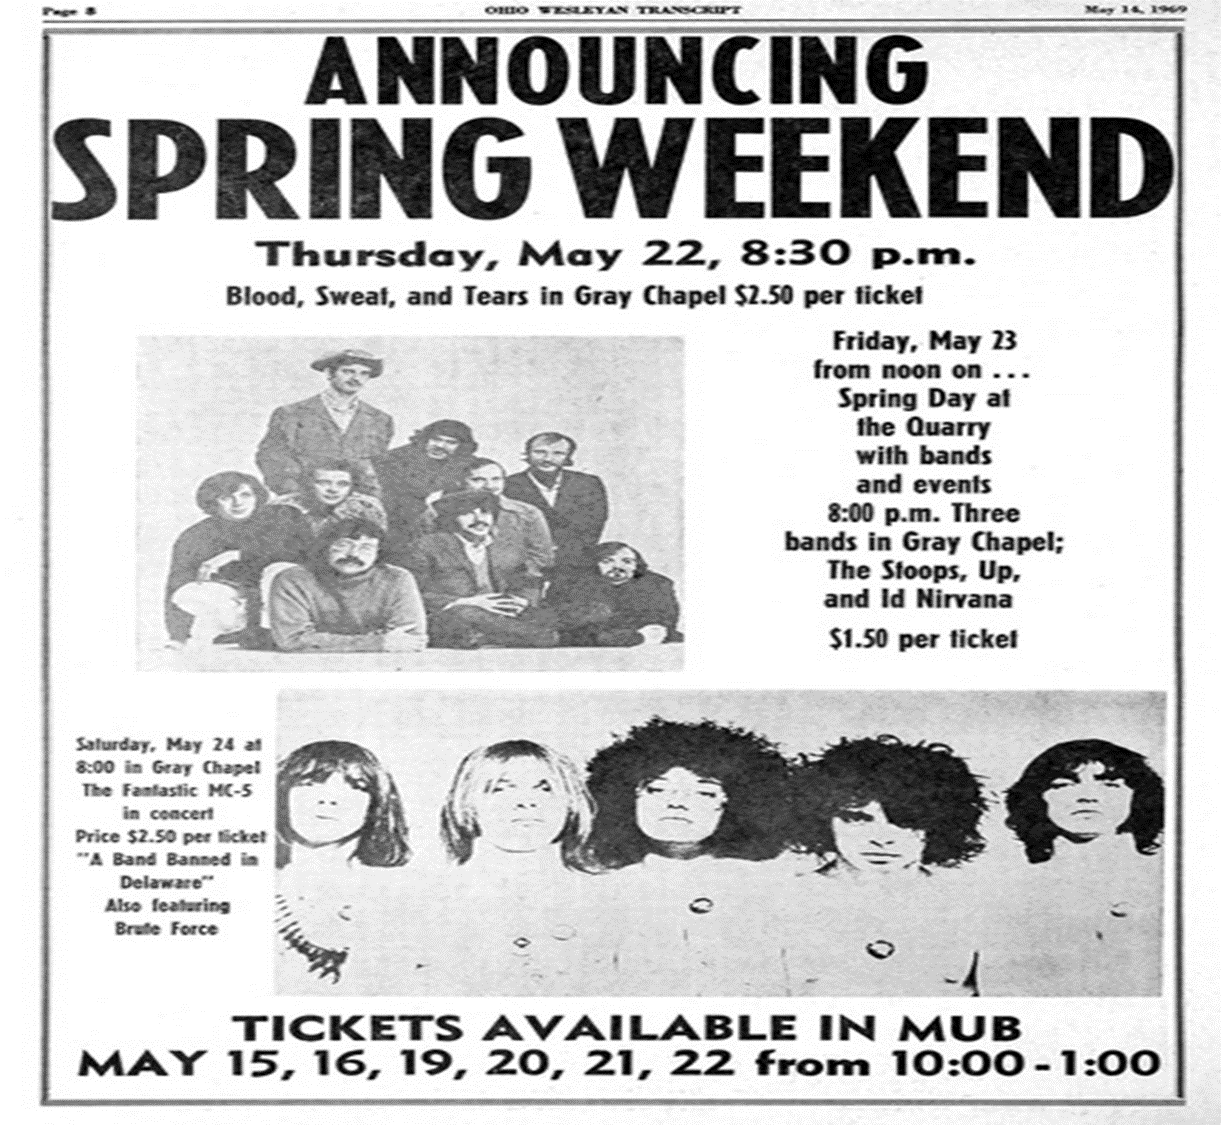 Page 8
OHIO WESLEYAN TRANSCRIPT
May 14, 1969
ANNOUNCING
SPRING WEEKEND
Thursday, May 22, 8:30 p.m.
Blood, Sweat, and Tears in Gray Chapel $2.50 per ticket
Friday, May 23
from noon on ...
Spring Day at
the Quarry
with bands
and events
8:00 p.m. Three
bands in Gray Chapel;
The Stoops, Up,
and Id Nirvana
$1.50 per ticket
Saturday, May 24 at
8:00 in Gray Chapel
The Fantastic MC-5
in concert
Price $2.50 per ticket
"A Band Banned in
Delaware"
Also featuring
Brute Force
TICKETS AVAILABLE IN MUB
MAY 15, 16, 19, 20, 21, 22 from 10:00 - 1:00